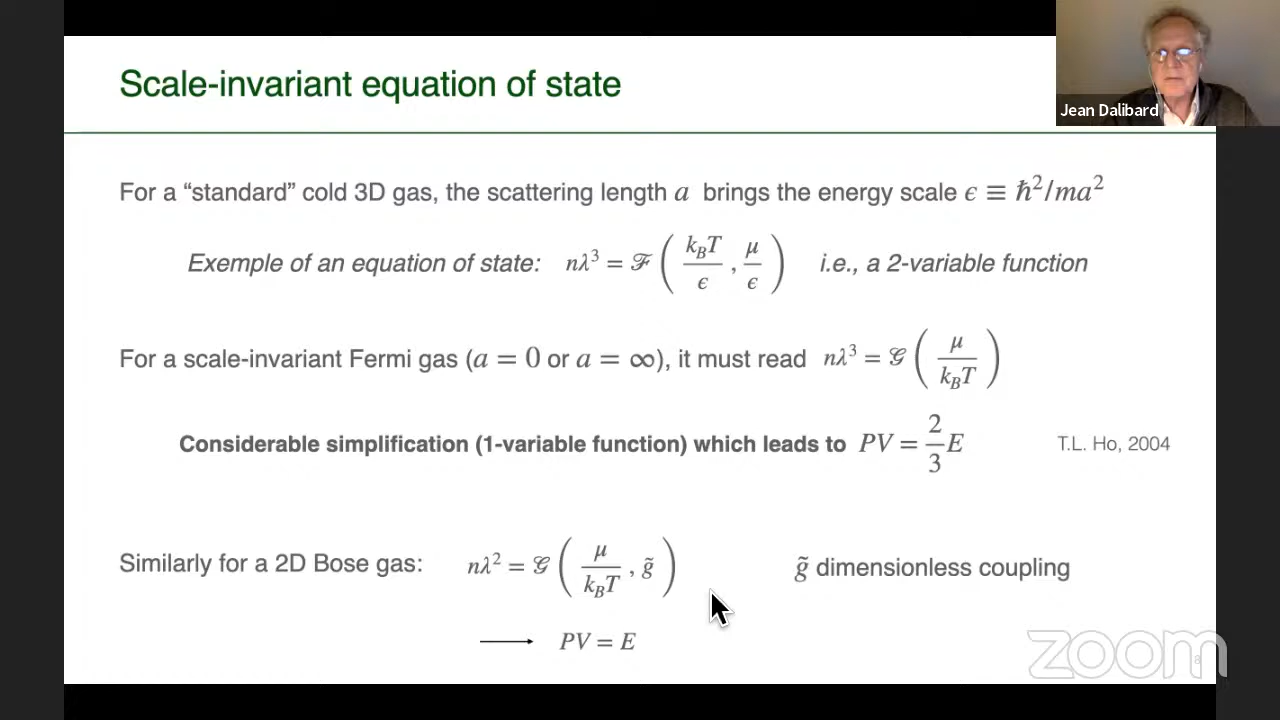 Scale-invariant equation of state
Jean Dalibard
For a “standard” cold 3D gas, the scattering length a brings the energy scale ϵ ≡ ℏ²/ma²
Exemple of an equation of state: nλ³ = ℱ ( k_BT/ϵ , μ/ϵ ) i.e., a 2-variable function
For a scale-invariant Fermi gas (a = 0 or a = ∞), it must read nλ³ = 𝒢 ( μ/k_BT )
Considerable simplification (1-variable function) which leads to PV = 2/3 E T.L. Ho, 2004
Similarly for a 2D Bose gas: nλ² = 𝒢 ( μ/k_BT , g̃ ) g̃ dimensionless coupling
⟶ PV = E
zoom
8